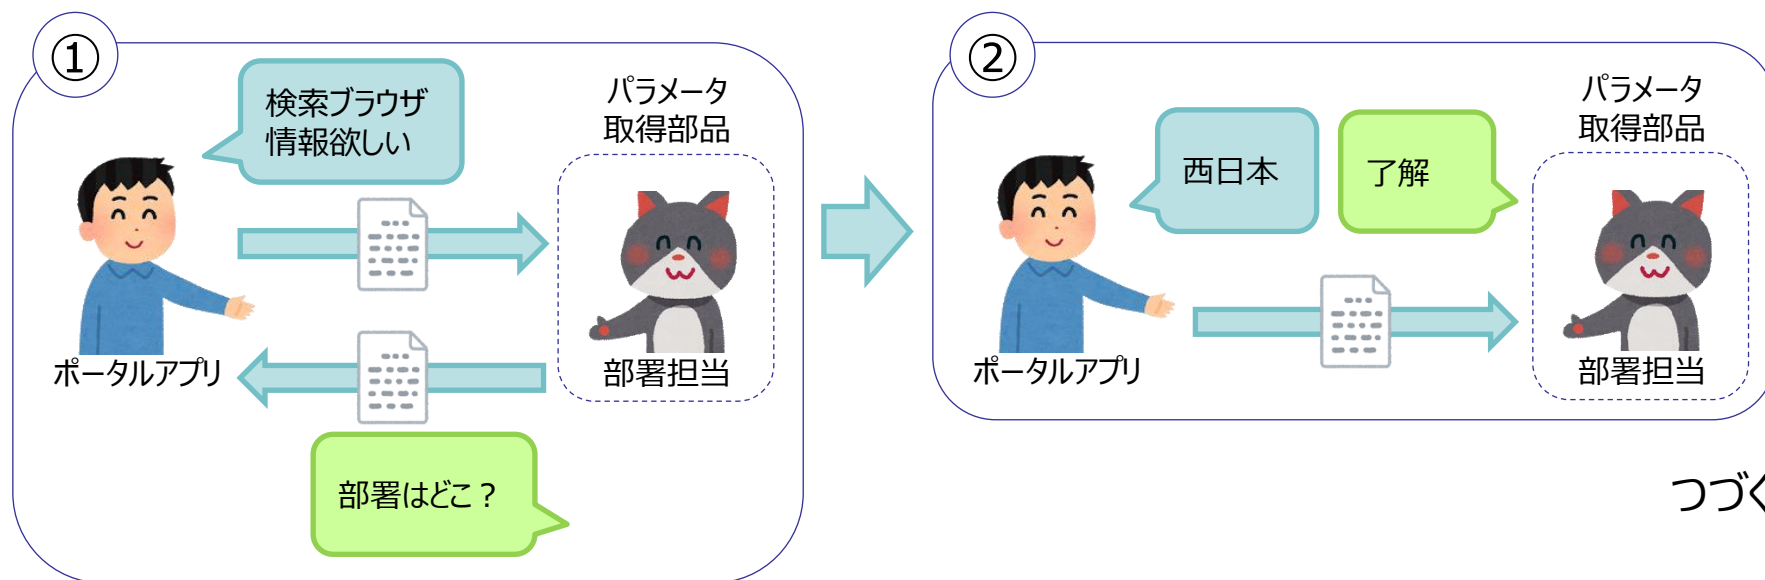 ①
検索ブラウザ
情報欲しい
パラメータ
取得部品
ポータルアプリ
部署担当
部署はどこ？
②
西日本
了解
パラメータ
取得部品
ポータルアプリ
部署担当
つづく